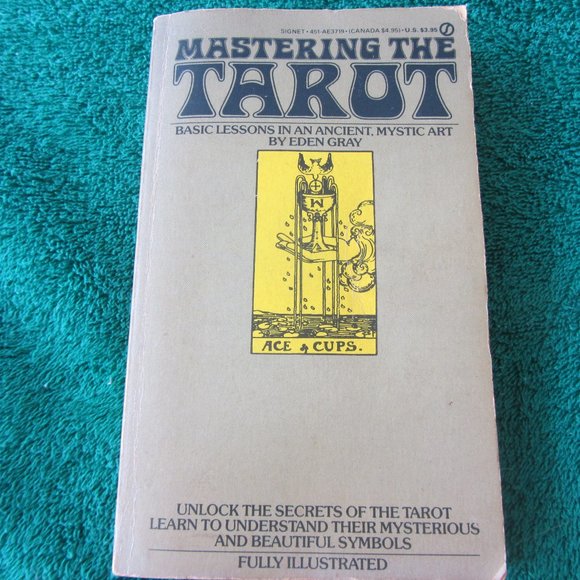 SIGNET • 451-AE3719 • (CANADA $4.95) • U.S. $3.95
MASTERING THE
TAROT
BASIC LESSONS IN AN ANCIENT, MYSTIC ART
BY EDEN GRAY
W
ACE of CUPS.
UNLOCK THE SECRETS OF THE TAROT
LEARN TO UNDERSTAND THEIR MYSTERIOUS
AND BEAUTIFUL SYMBOLS
FULLY ILLUSTRATED